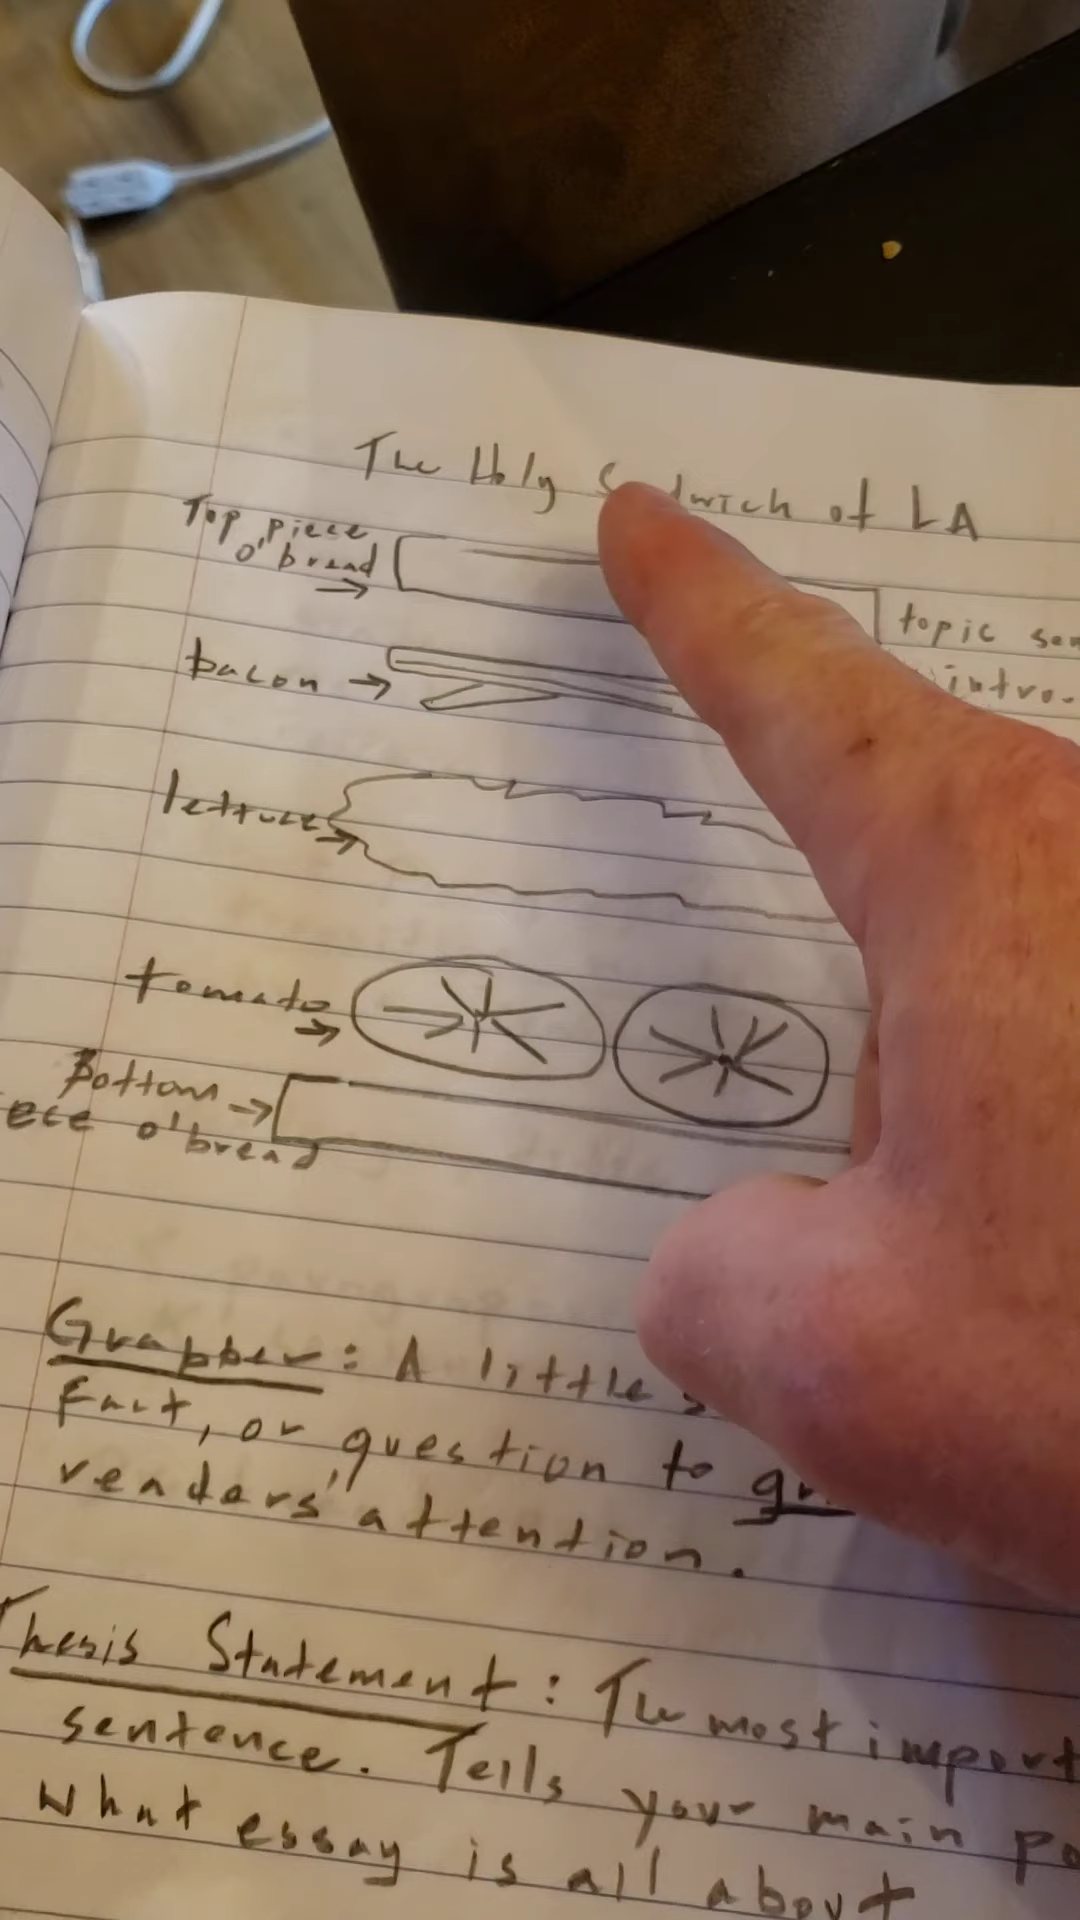 The Holy Sandwich of LA
Top piece
o' bread
topic sen
intro.
bacon
lettuce
tomato
Bottom
ece o'bread
Grabber: A little s
Fact, or question to
readers' attention.
Thesis Statement: The most import
sentence. Tells your main po
What essay is all about